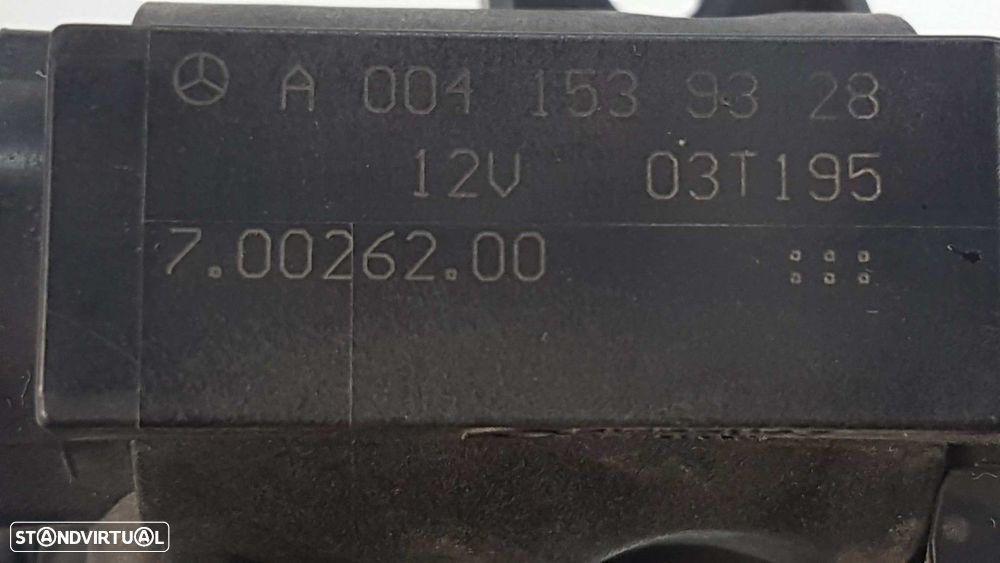 A 004 153 93 28
12V 03T195
7.00262.00
STANDVIRTUAL